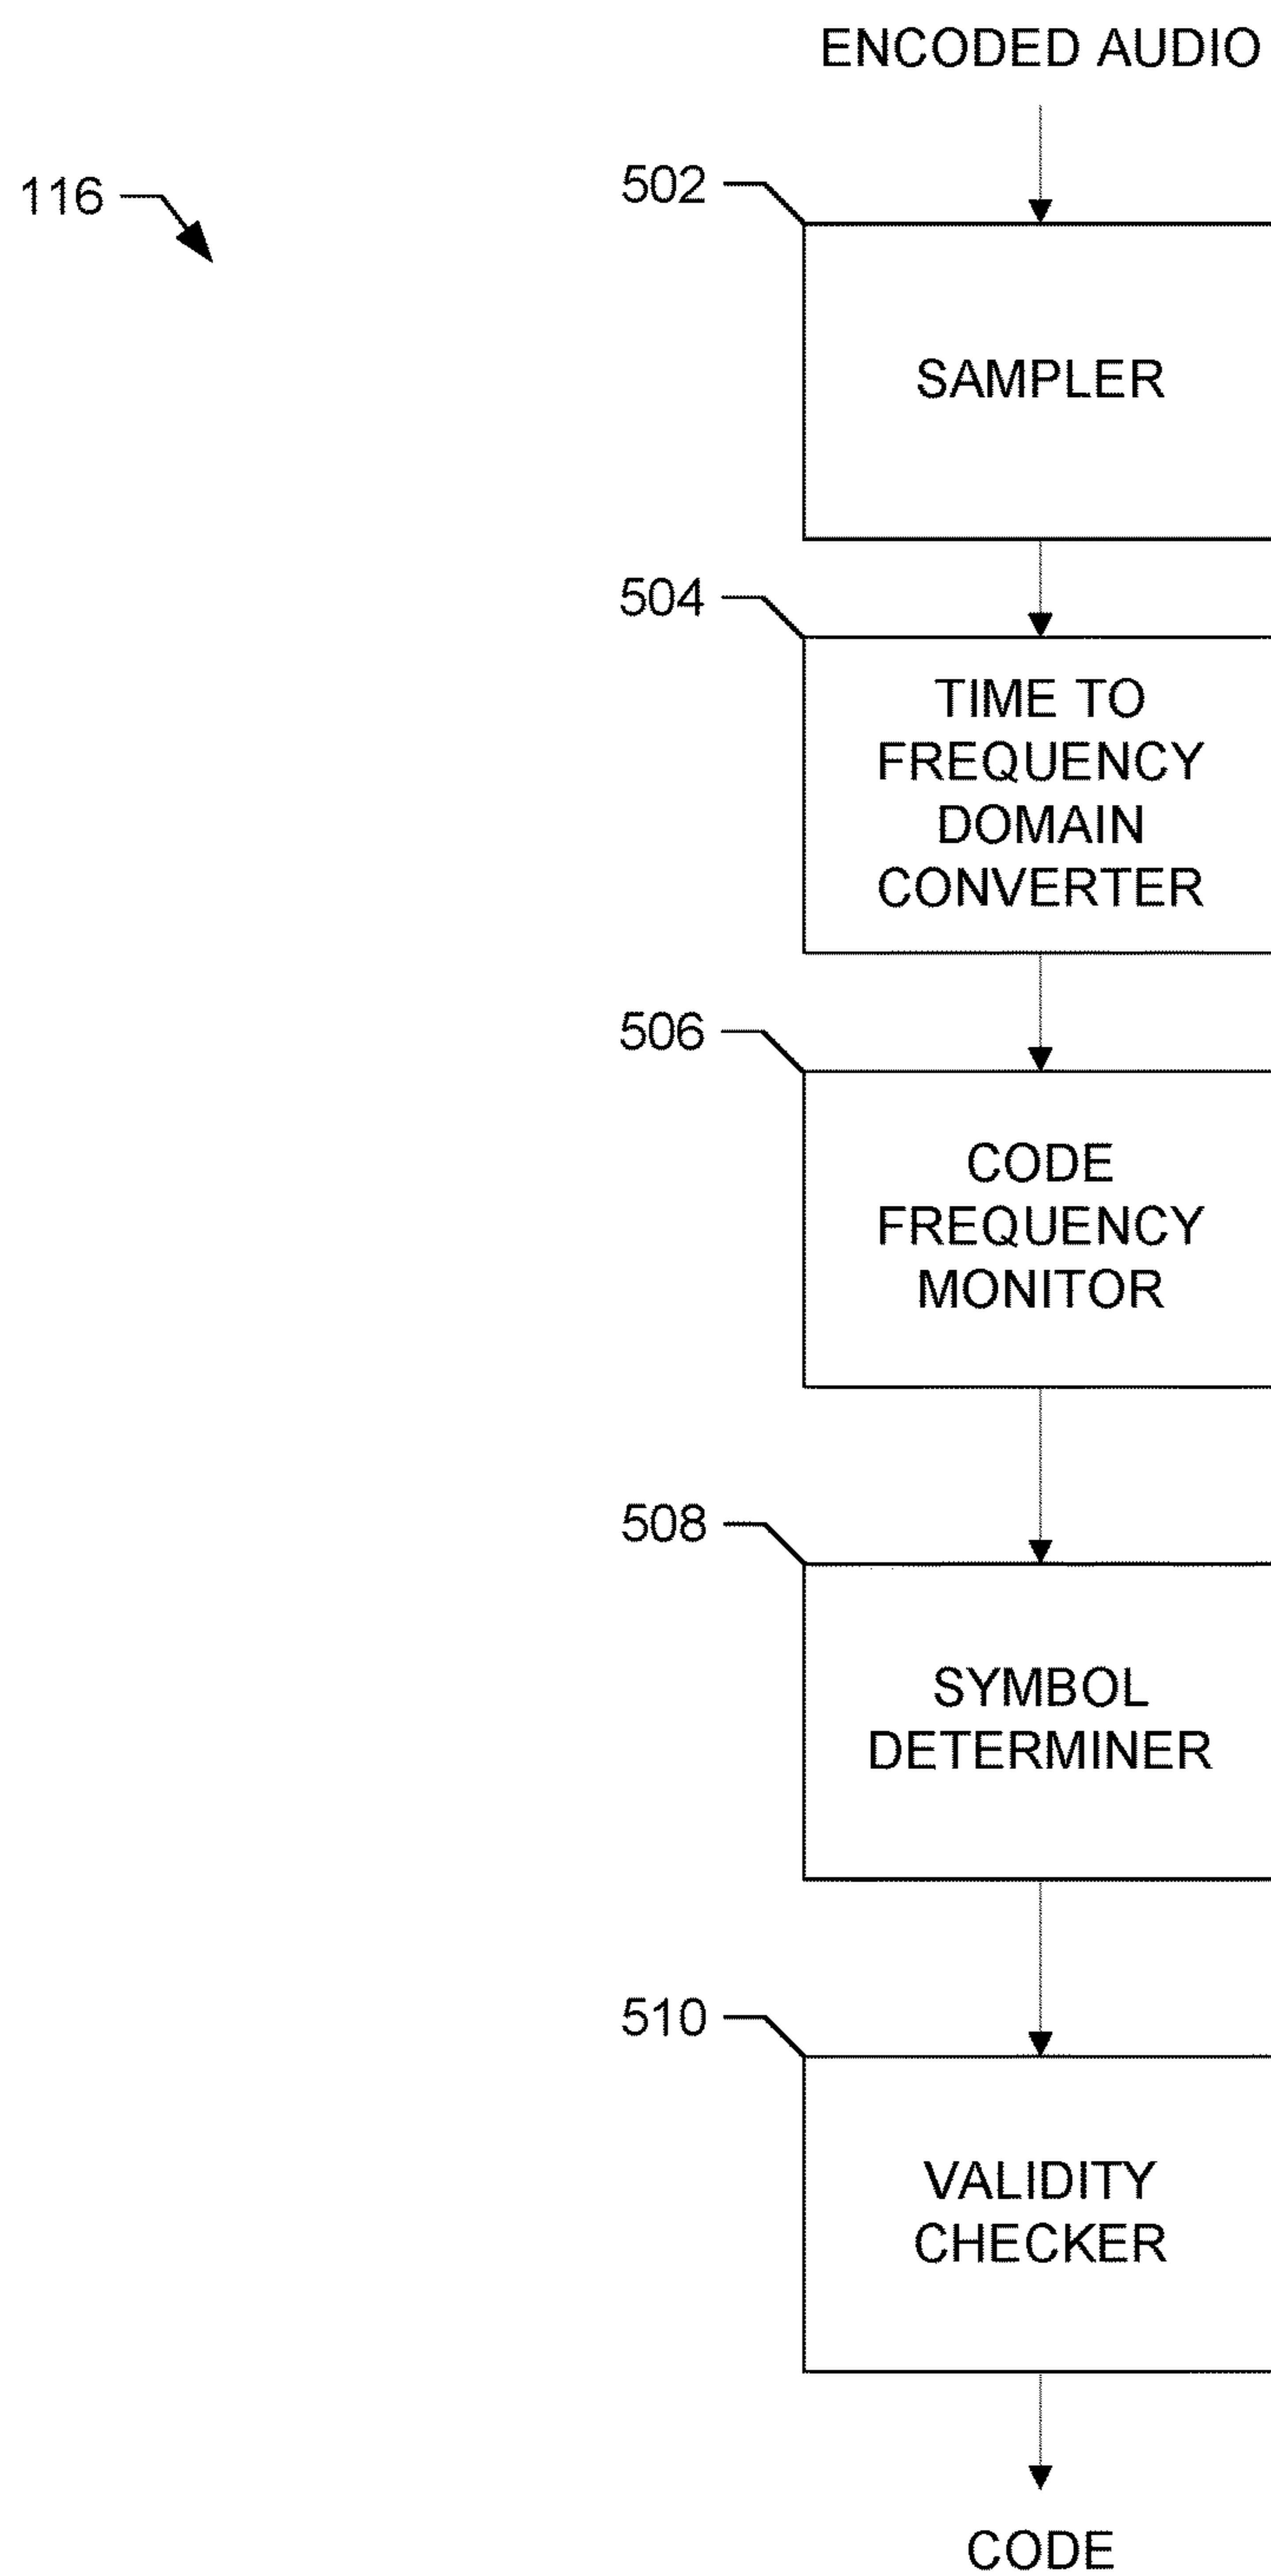 ENCODED AUDIO
116
502
SAMPLER
504
TIME TO
FREQUENCY
DOMAIN
CONVERTER
506
CODE
FREQUENCY
MONITOR
508
SYMBOL
DETERMINER
510
VALIDITY
CHECKER
CODE